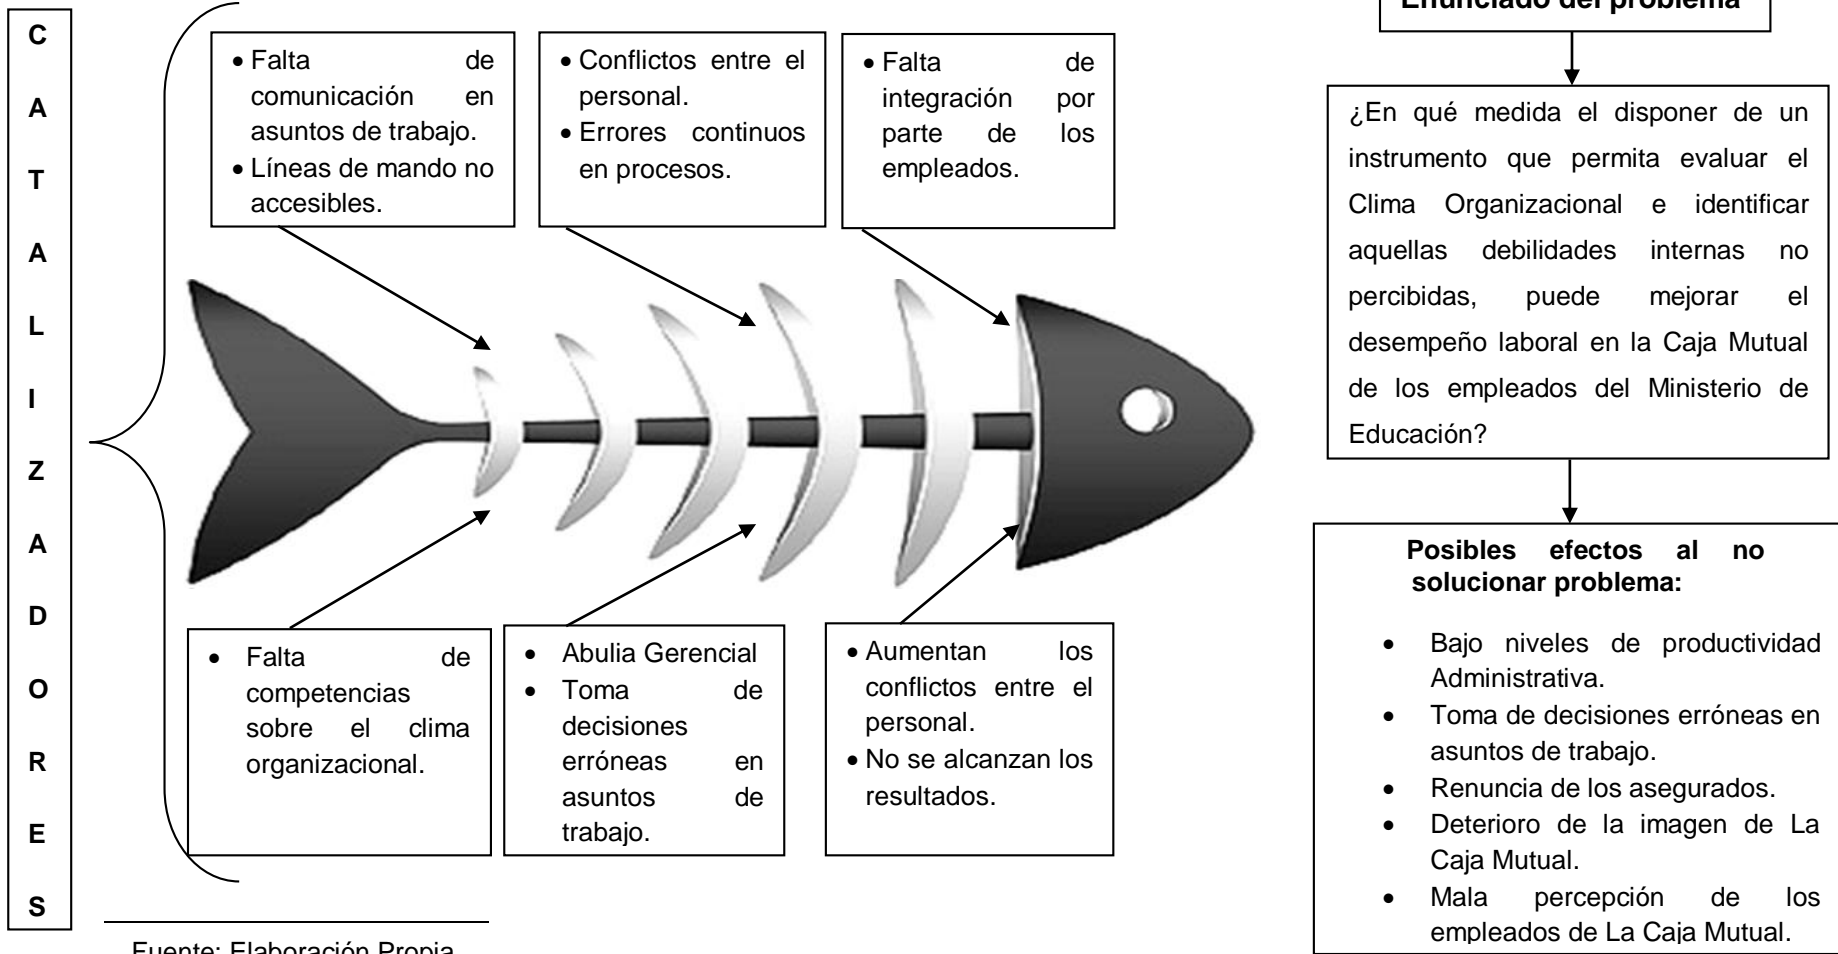 C
A
T
A
L
I
Z
A
D
O
R
E
S
• Falta de
comunicación en
asuntos de trabajo.
• Líneas de mando no
accesibles.
• Conflictos entre el
personal.
• Errores continuos
en procesos.
• Falta de
integración por
parte de los
empleados.
• Falta de
competencias
sobre el clima
organizacional.
• Abulia Gerencial
• Toma de
decisiones
erróneas en
asuntos de
trabajo.
• Aumentan los
conflictos entre el
personal.
• No se alcanzan los
resultados.
Fuente: Elaboración Propia
Enunciado del problema
¿En qué medida el disponer de un
instrumento que permita evaluar el
Clima Organizacional e identificar
aquellas debilidades internas no
percibidas, puede mejorar el
desempeño laboral en la Caja Mutual
de los empleados del Ministerio de
Educación?
Posibles efectos al no
solucionar problema:
• Bajo niveles de productividad
Administrativa.
• Toma de decisiones erróneas en
asuntos de trabajo.
• Renuncia de los asegurados.
• Deterioro de la imagen de La
Caja Mutual.
• Mala percepción de los
empleados de La Caja Mutual.